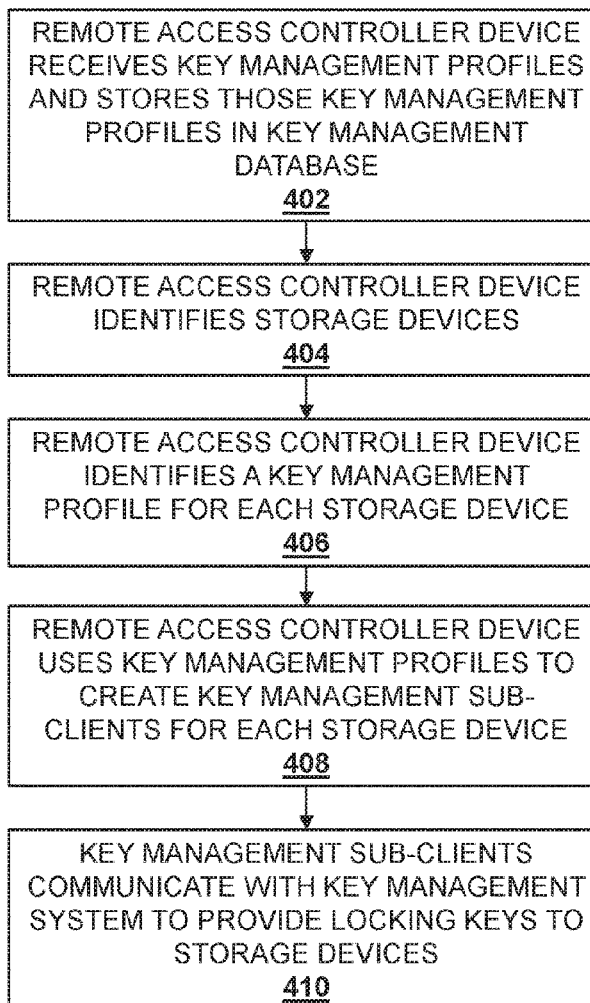 REMOTE ACCESS CONTROLLER DEVICE
RECEIVES KEY MANAGEMENT PROFILES
AND STORES THOSE KEY MANAGEMENT
PROFILES IN KEY MANAGEMENT
DATABASE
402
REMOTE ACCESS CONTROLLER DEVICE
IDENTIFIES STORAGE DEVICES
404
REMOTE ACCESS CONTROLLER DEVICE
IDENTIFIES A KEY MANAGEMENT
PROFILE FOR EACH STORAGE DEVICE
406
REMOTE ACCESS CONTROLLER DEVICE
USES KEY MANAGEMENT PROFILES TO
CREATE KEY MANAGEMENT SUB-
CLIENTS FOR EACH STORAGE DEVICE
408
KEY MANAGEMENT SUB-CLIENTS
COMMUNICATE WITH KEY MANAGEMENT
SYSTEM TO PROVIDE LOCKING KEYS TO
STORAGE DEVICES
410